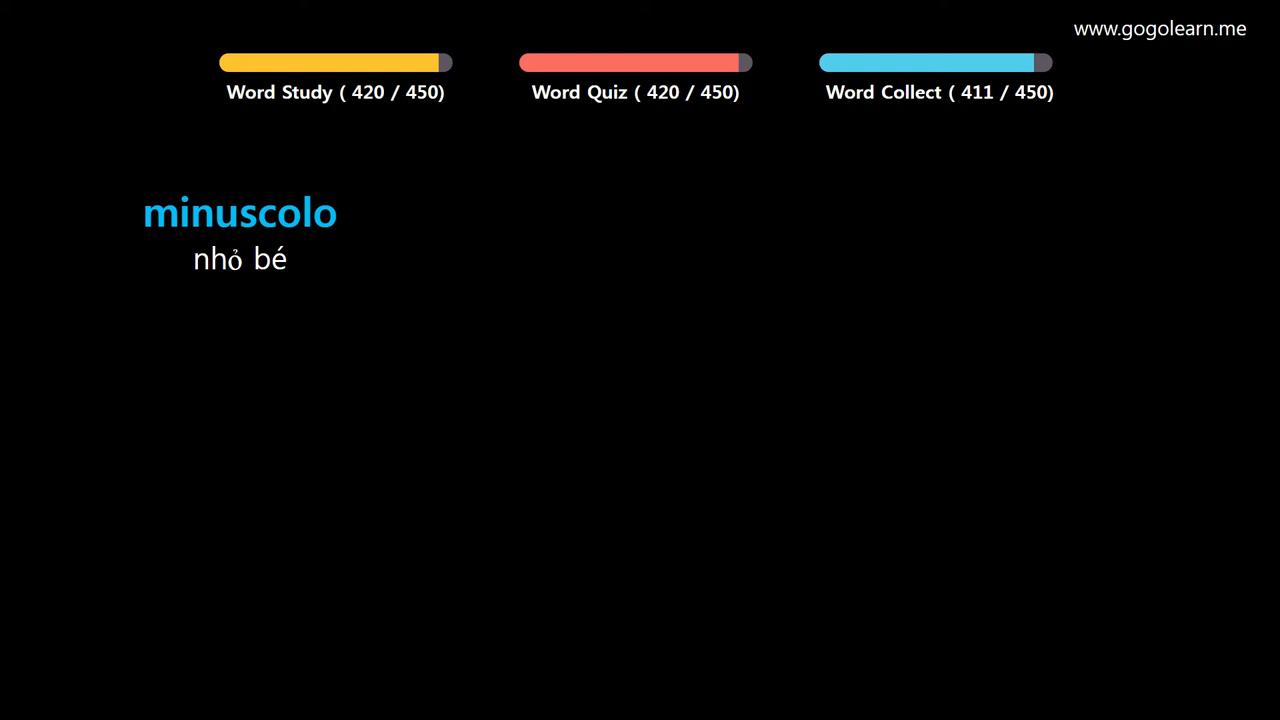 www.gogolearn.me
Word Study ( 420 / 450)
Word Quiz ( 420 / 450)
Word Collect ( 411 / 450)
minuscolo
nhỏ bé